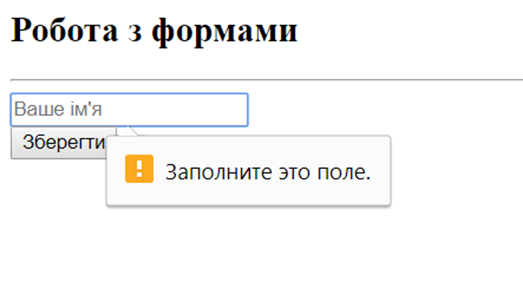 Робота з формами
Ваше ім'я
Зберегти
Заполните это поле.